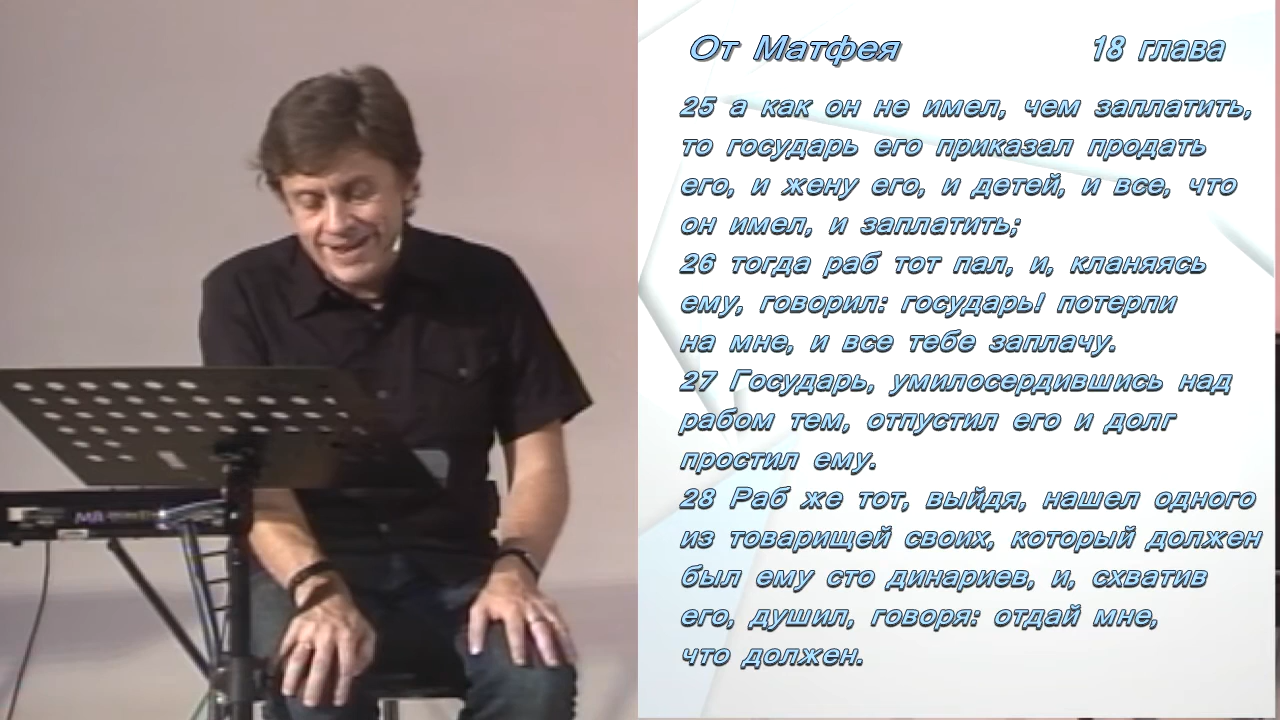 От Матфея 18 глава
25 а как он не имел, чем заплатить,
то государь его приказал продать
его, и жену его, и детей, и все, что
он имел, и заплатить;
26 тогда раб тот пал, и, кланяясь
ему, говорил: государь! потерпи
на мне, и все тебе заплачу.
27 Государь, умилосердившись над
рабом тем, отпустил его и долг
простил ему.
28 Раб же тот, выйдя, нашел одного
из товарищей своих, который должен
был ему сто динариев, и, схватив
его, душил, говоря: отдай мне,
что должен.